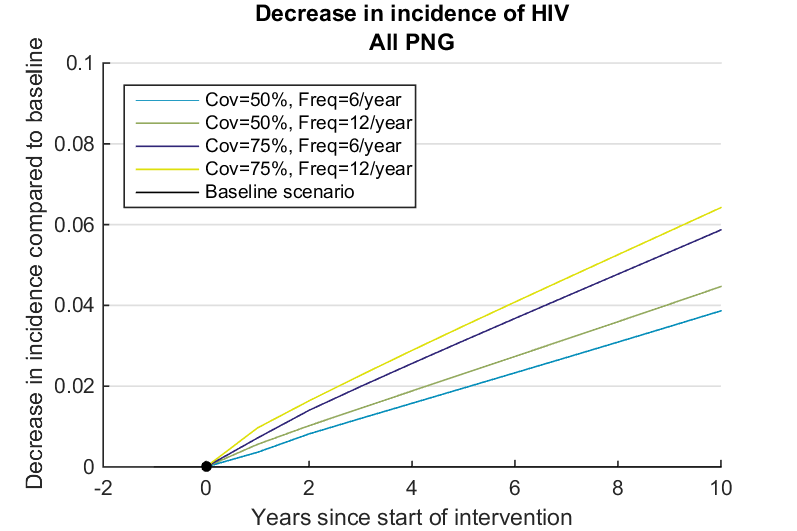 Decrease in incidence of HIV
All PNG
Decrease in incidence compared to baseline
0.1
0.08
0.06
0.04
0.02
0
Cov=50%, Freq=6/year
Cov=50%, Freq=12/year
Cov=75%, Freq=6/year
Cov=75%, Freq=12/year
Baseline scenario
-2 0 2 4 6 8 10
Years since start of intervention